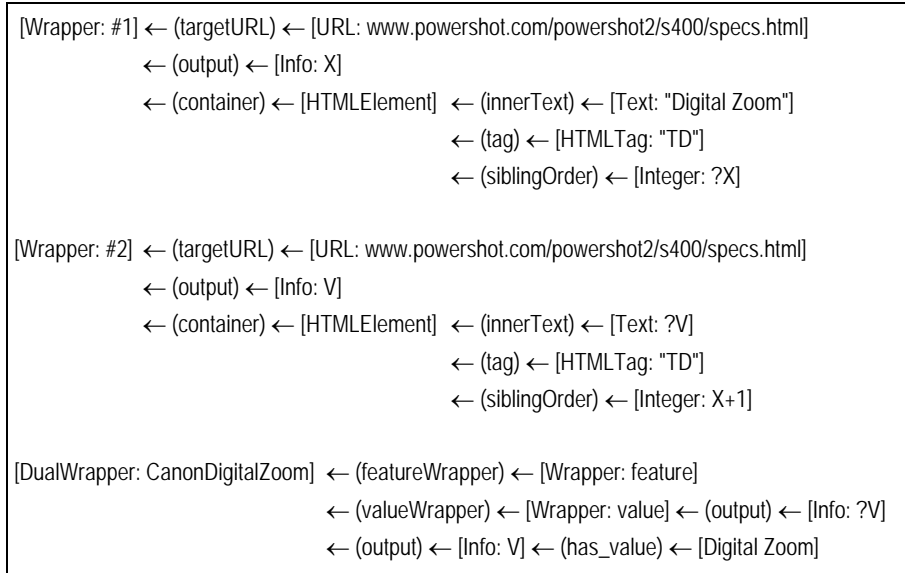 [Wrapper: #1] ← (targetURL) ← [URL: www.powershot.com/powershot2/s400/specs.html]
← (output) ← [Info: X]
← (container) ← [HTMLElement] ← (innerText) ← [Text: "Digital Zoom"]
← (tag) ← [HTMLTag: "TD"]
← (siblingOrder) ← [Integer: ?X]
[Wrapper: #2] ← (targetURL) ← [URL: www.powershot.com/powershot2/s400/specs.html]
← (output) ← [Info: V]
← (container) ← [HTMLElement] ← (innerText) ← [Text: ?V]
← (tag) ← [HTMLTag: "TD"]
← (siblingOrder) ← [Integer: X+1]
[DualWrapper: CanonDigitalZoom] ← (featureWrapper) ← [Wrapper: feature]
← (valueWrapper) ← [Wrapper: value] ← (output) ← [Info: ?V]
← (output) ← [Info: V] ← (has_value) ← [Digital Zoom]